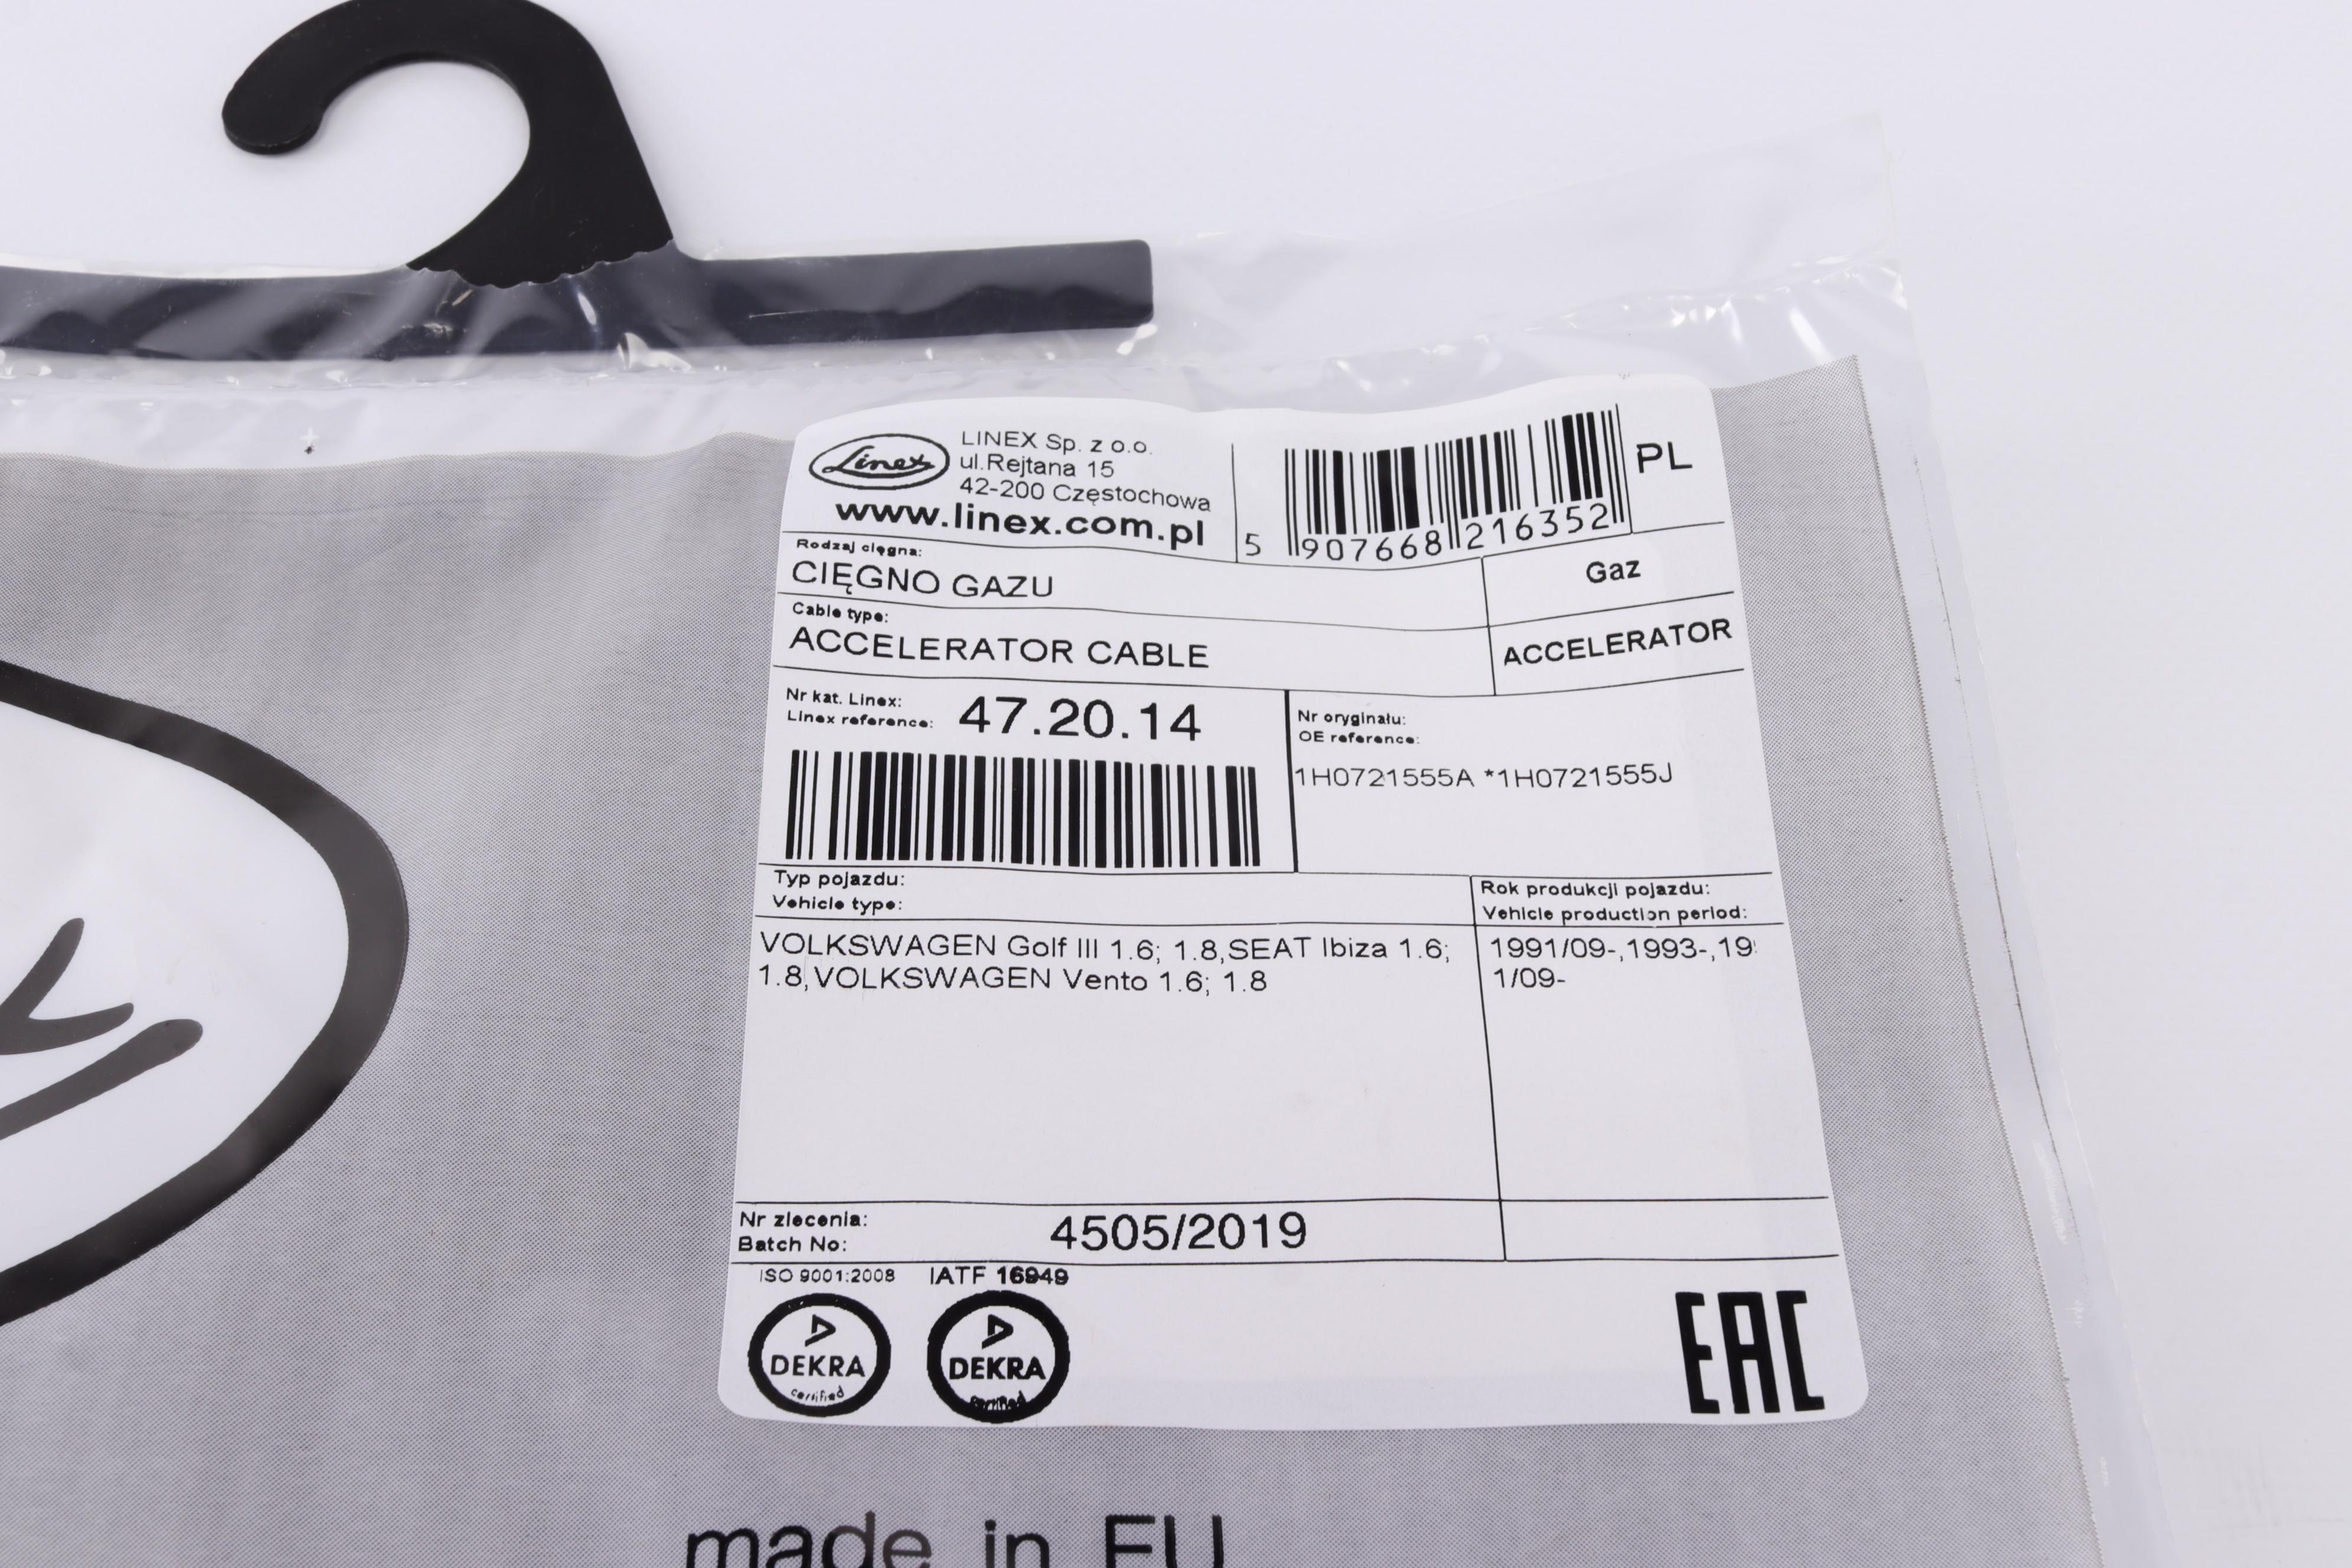 Linex
LINEX Sp. z o.o.
ul.Rejtana 15
42-200 Częstochowa
www.linex.com.pl
5 907668 216352
PL
Rodzaj cięgna:
CIĘGNO GAZU
Gaz
Cable type:
ACCELERATOR CABLE
ACCELERATOR
Nr kat. Linex:
Linex reference: 47.20.14
Nr oryginału:
OE reference:
1H0721555A *1H0721555J
Typ pojazdu:
Vehicle type:
Rok produkcji pojazdu:
Vehicle production period:
VOLKSWAGEN Golf III 1.6; 1.8,SEAT Ibiza 1.6;
1.8,VOLKSWAGEN Vento 1.6; 1.8
1991/09-,1993-,19
1/09-
Nr zlecenia:
Batch No:
4505/2019
ISO 9001:2008
IATF 16949
DEKRA
certified
DEKRA
certified
EAC
made in EU